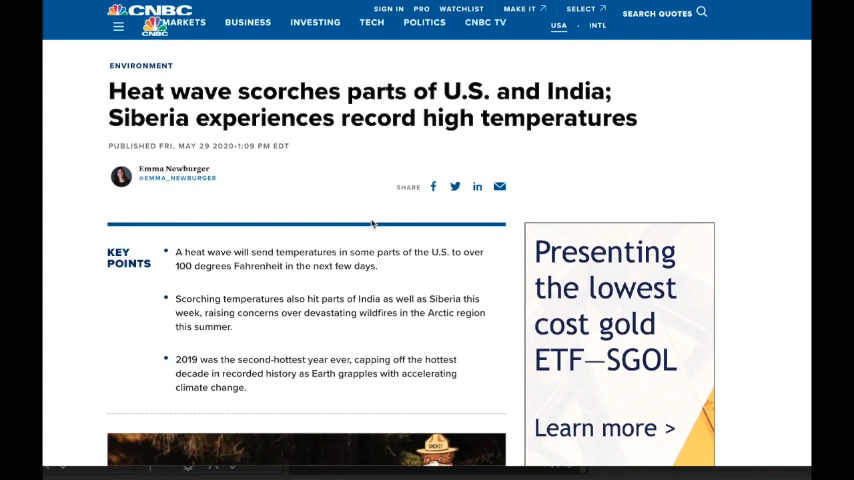 CNBC
SIGN IN PRO WATCHLIST MAKE IT SELECT
MARKETS BUSINESS INVESTING TECH POLITICS CNBC TV
USA · INTL
SEARCH QUOTES
CNBC
ENVIRONMENT
Heat wave scorches parts of U.S. and India;
Siberia experiences record high temperatures
PUBLISHED FRI, MAY 29 2020•1:09 PM EDT
Emma Newburger
@EMMA_NEWBURGER
SHARE
KEY
POINTS
• A heat wave will send temperatures in some parts of the U.S. to over
100 degrees Fahrenheit in the next few days.
• Scorching temperatures also hit parts of India as well as Siberia this
week, raising concerns over devastating wildfires in the Arctic region
this summer.
• 2019 was the second-hottest year ever, capping off the hottest
decade in recorded history as Earth grapples with accelerating
climate change.
Presenting
the lowest
cost gold
ETF—SGOL
Learn more >
SMOKEY